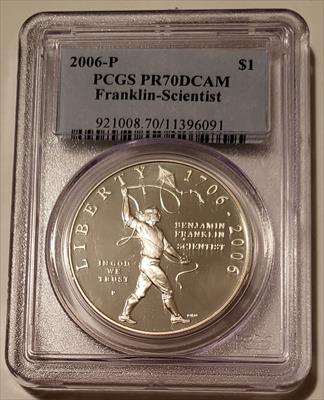 2006-P $1
PCGS PR70DCAM
Franklin-Scientist
921008.70/11396091
LIBERTY 1706-2006
BENJAMIN
FRANKLIN
SCIENTIST
IN GOD
WE
TRUST
P